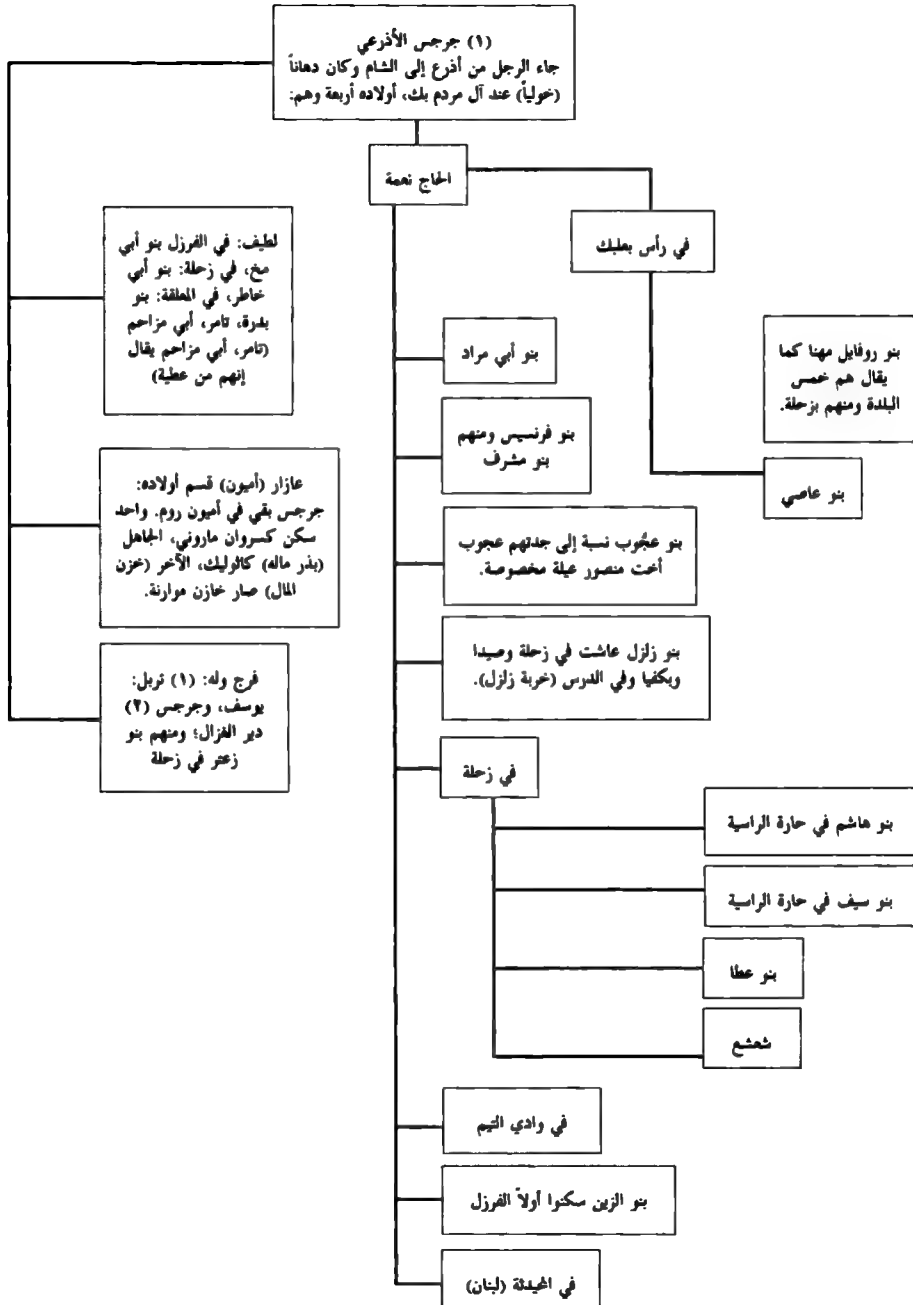 (١) جرجس الأذرعي
جاء الرجل من أذرع إلى الشام وكان دهاناً
(خولياً) عند آل مردم بك، أولاده أربعة وهم:
الحاج نعمة
في رأس بعلبك
بنو روفايل مهنا كما
يقال هم خمس
البلدة ومنهم بزحلة.
بنو عاصي
بنو أبي مراد
بنو فرنسيس ومنهم
بنو مشرف
بنو عجُوب نسبة إلى جدتهم عجوب
أخت منصور عيلة مخصوصة.
بنو زلزل عاشت في زحلة وصيدا
وبكفيا وفي القدس (خربة زلزل).
في زحلة
بنو هاشم في حارة الراسية
بنو سيف في حارة الراسية
بنو عطا
شعشع
في وادي التيم
بنو الزين سكنوا أولاً الفرزل
في المحيدثة (لبنان)
لطيف: في الفرزل بنو أبي
مخ، في زحلة: بنو أبي
خاطر، في المعلقة: بنو
بدرة، تامر، أبي مزاحم
(تامر، أبي مزاحم يقال
إنهم من عطية)
عازار (أميون) قسم أولاده:
جرجس بقي في أميون روم. واحد
سكن كسروان ماروني، الجاهل
(بذر ماله) كاثوليك، الآخر (خزن
المال) صار خازن موارنة.
فرج وله: (١) تربل:
يوسف، وجرجس (٢)
دير الغزال؛ ومنهم بنو
زعتر في زحلة